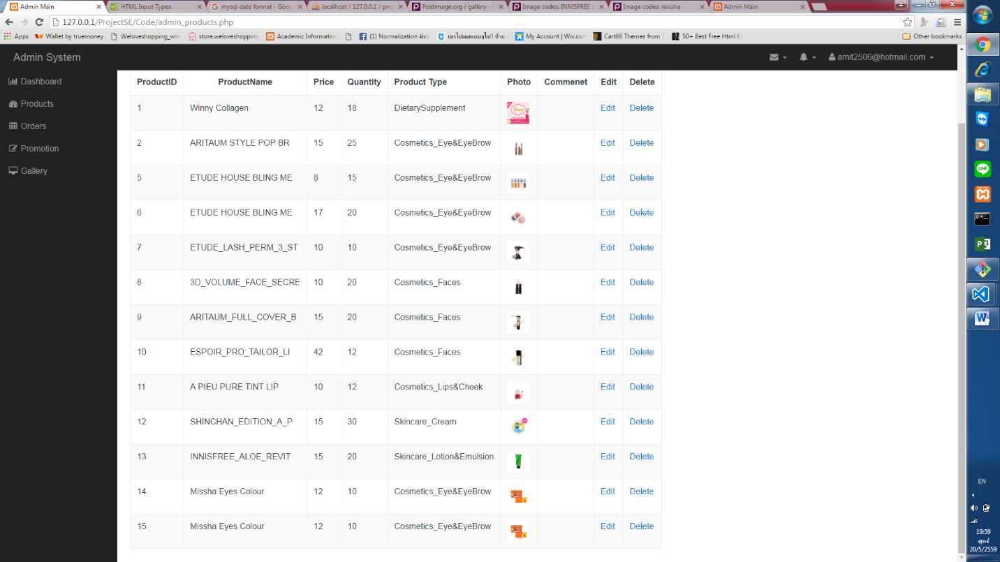 Admin Main
HTML Input Types
mysql date format - Goog
localhost / 127.0.0.1 / proj
Postimage.org / gallery -
Image codes: INNISFREE A
Image codes: missha
Admin Main
127.0.0.1/ProjectSE/Code/admin_products.php
Apps
Wallet by truemoney
Weloveshopping_wind
store.weloveshopping
Academic Information
(1) Normalization คือ
เอาไปเลยแบบจุใจ!! ด้วย
My Account | Wix.com
Cart66 Themes from
50+ Best Free Html
Other bookmarks
Admin System
amit2506@hotmail.com
Dashboard
Products
Orders
Promotion
Gallery
ProductID ProductName Price Quantity Product Type Photo Commenet Edit Delete
1 Winny Collagen 12 18 DietarySupplement Edit Delete
2 ARITAUM STYLE POP BR 15 25 Cosmetics_Eye&EyeBrow Edit Delete
5 ETUDE HOUSE BLING ME 8 15 Cosmetics_Eye&EyeBrow Edit Delete
6 ETUDE HOUSE BLING ME 17 20 Cosmetics_Eye&EyeBrow Edit Delete
7 ETUDE_LASH_PERM_3_ST 10 10 Cosmetics_Eye&EyeBrow Edit Delete
8 3D_VOLUME_FACE_SECRE 10 20 Cosmetics_Faces Edit Delete
9 ARITAUM_FULL_COVER_B 15 20 Cosmetics_Faces Edit Delete
10 ESPOIR_PRO_TAILOR_LI 42 12 Cosmetics_Faces Edit Delete
11 A PIEU PURE TINT LIP 10 12 Cosmetics_Lips&Cheek Edit Delete
12 SHINCHAN_EDITION_A_P 15 30 Skincare_Cream Edit Delete
13 INNISFREE_ALOE_REVIT 15 20 Skincare_Lotion&Emulsion Edit Delete
14 Missha Eyes Colour 12 10 Cosmetics_Eye&EyeBrow Edit Delete
15 Missha Eyes Colour 12 10 Cosmetics_Eye&EyeBrow Edit Delete
EN
19:59
ศุกร์
20/5/2559